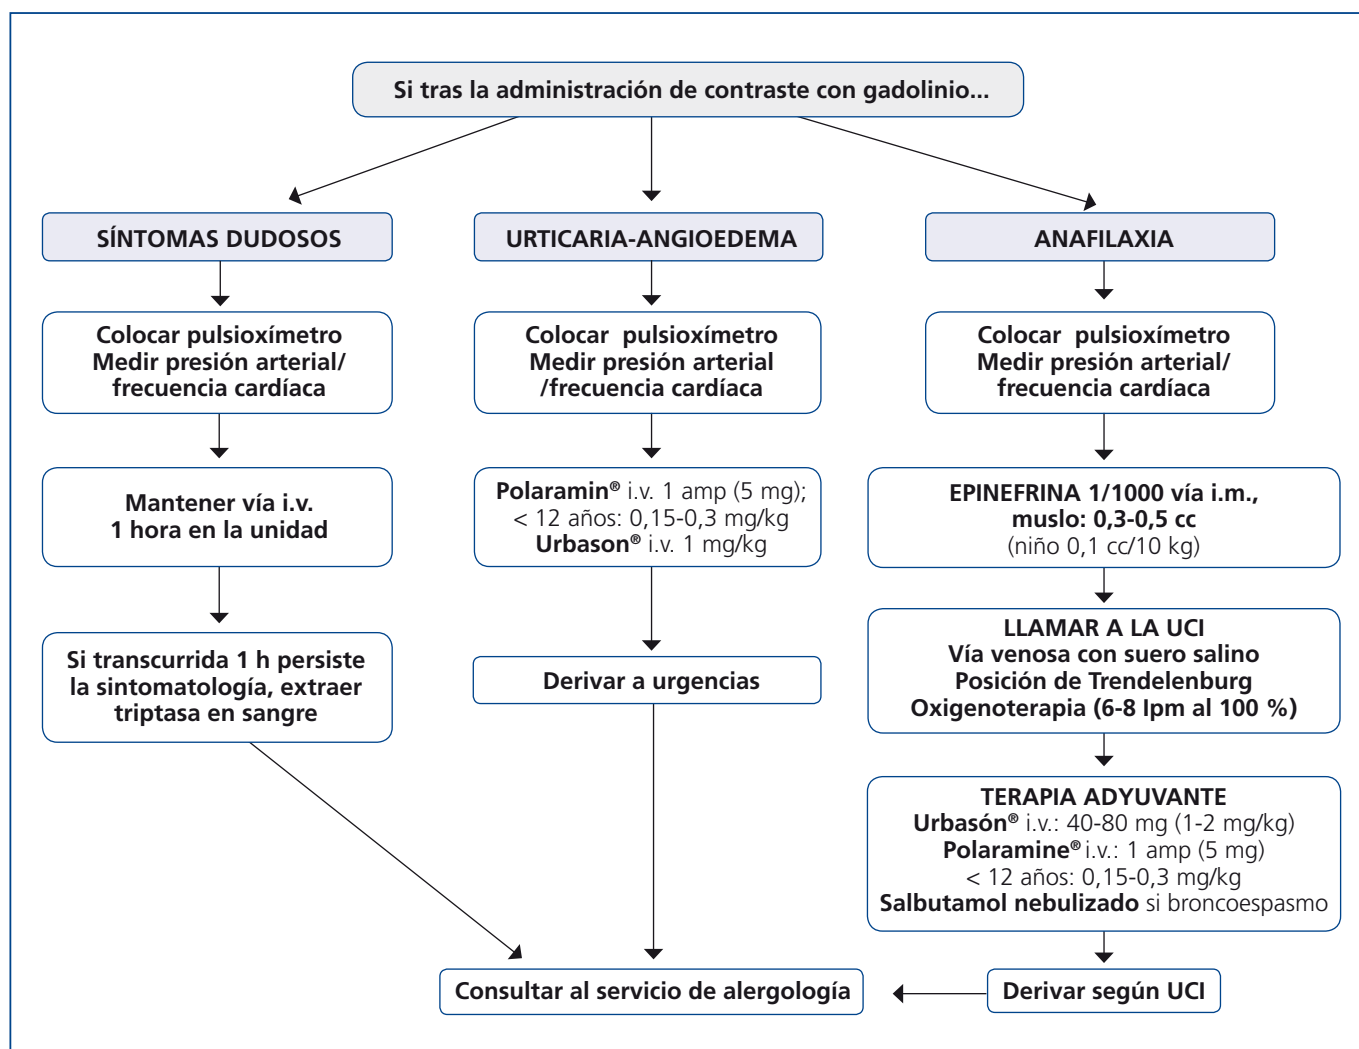 Si tras la administración de contraste con gadolinio...
SÍNTOMAS DUDOSOS
Colocar pulsioxímetro
Medir presión arterial/
frecuencia cardíaca
Mantener vía i.v.
1 hora en la unidad
Si transcurrida 1 h persiste
la sintomatología, extraer
triptasa en sangre
URTICARIA-ANGIOEDEMA
Colocar pulsioxímetro
Medir presión arterial
/frecuencia cardíaca
Polaramin® i.v. 1 amp (5 mg);
< 12 años: 0,15-0,3 mg/kg
Urbason® i.v. 1 mg/kg
Derivar a urgencias
ANAFILAXIA
Colocar pulsioxímetro
Medir presión arterial/
frecuencia cardíaca
EPINEFRINA 1/1000 vía i.m.,
muslo: 0,3-0,5 cc
(niño 0,1 cc/10 kg)
LLAMAR A LA UCI
Vía venosa con suero salino
Posición de Trendelenburg
Oxigenoterapia (6-8 Ipm al 100 %)
TERAPIA ADYUVANTE
Urbasón® i.v.: 40-80 mg (1-2 mg/kg)
Polaramine® i.v.: 1 amp (5 mg)
< 12 años: 0,15-0,3 mg/kg
Salbutamol nebulizado si broncoespasmo
Derivar según UCI
Consultar al servicio de alergología